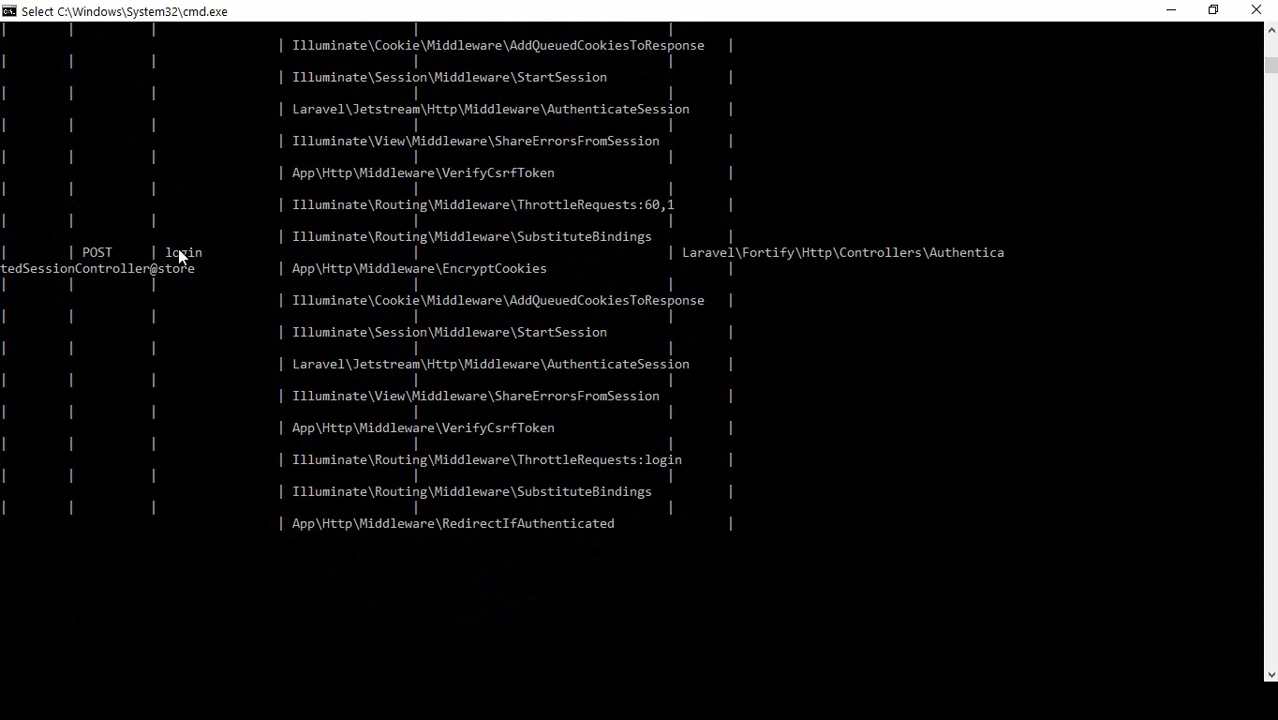 Select C:\Windows\System32\cmd.exe
| Illuminate\Cookie\Middleware\AddQueuedCookiesToResponse |
| Illuminate\Session\Middleware\StartSession |
| Laravel\Jetstream\Http\Middleware\AuthenticateSession |
| Illuminate\View\Middleware\ShareErrorsFromSession |
| App\Http\Middleware\VerifyCsrfToken |
| Illuminate\Routing\Middleware\ThrottleRequests:60,1 |
| Illuminate\Routing\Middleware\SubstituteBindings |
| | POST | login | Laravel\Fortify\Http\Controllers\Authentica
tedSessionController@store | App\Http\Middleware\EncryptCookies |
| Illuminate\Cookie\Middleware\AddQueuedCookiesToResponse |
| Illuminate\Session\Middleware\StartSession |
| Laravel\Jetstream\Http\Middleware\AuthenticateSession |
| Illuminate\View\Middleware\ShareErrorsFromSession |
| App\Http\Middleware\VerifyCsrfToken |
| Illuminate\Routing\Middleware\ThrottleRequests:login |
| Illuminate\Routing\Middleware\SubstituteBindings |
| App\Http\Middleware\RedirectIfAuthenticated |